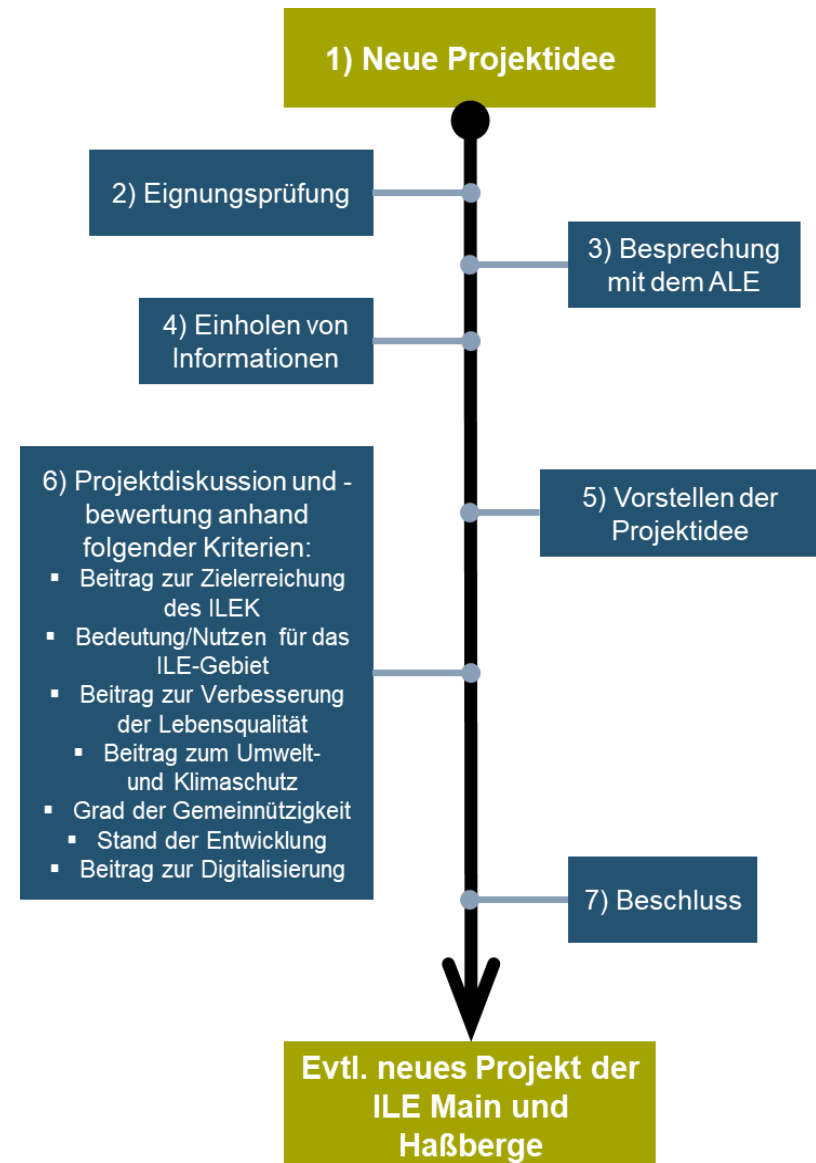 1) Neue Projektidee
2) Eignungsprüfung
3) Besprechung
mit dem ALE
4) Einholen von
Informationen
5) Vorstellen der
Projektidee
6) Projektdiskussion und -
bewertung anhand
folgender Kriterien:
▪ Beitrag zur Zielerreichung
des ILEK
▪ Bedeutung/Nutzen für das
ILE-Gebiet
▪ Beitrag zur Verbesserung
der Lebensqualität
▪ Beitrag zum Umwelt-
und Klimaschutz
▪ Grad der Gemeinnützigkeit
▪ Stand der Entwicklung
▪ Beitrag zur Digitalisierung
7) Beschluss
Evtl. neues Projekt der
ILE Main und
Haßberge